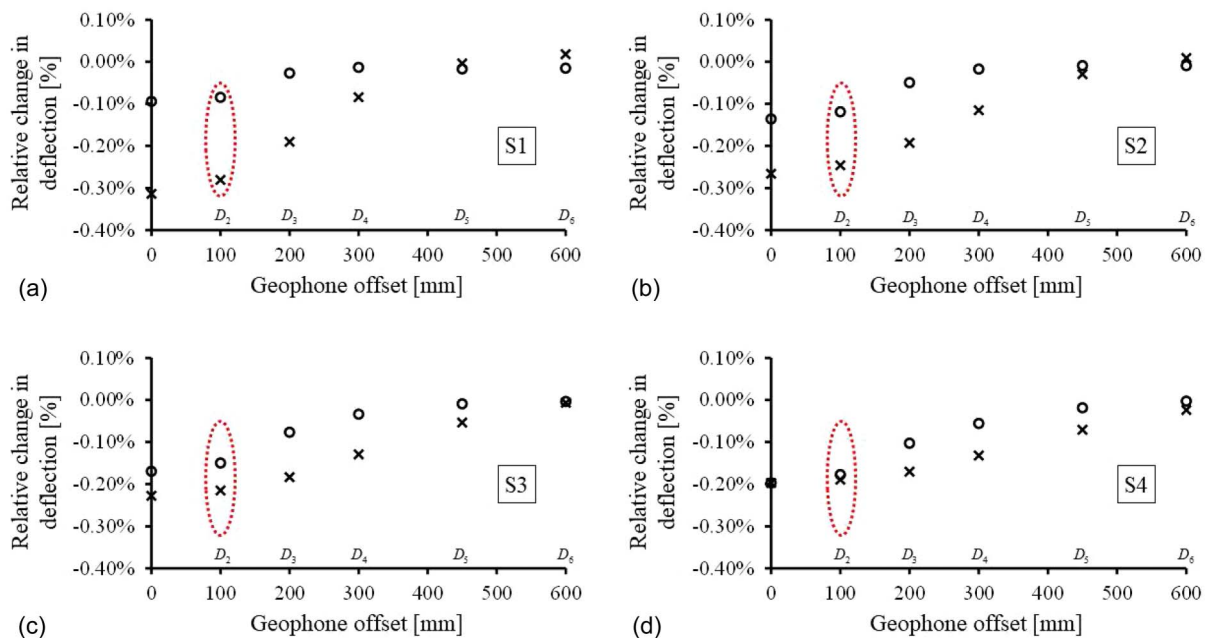 Relative change in
deflection [%]
0.10%
0.00%
-0.10%
-0.20%
-0.30%
-0.40%
S1
D2 D3 D4 D5 D6
0 100 200 300 400 500 600
Geophone offset [mm]
(a)
Relative change in
deflection [%]
0.10%
0.00%
-0.10%
-0.20%
-0.30%
-0.40%
S2
D2 D3 D4 D5 D6
0 100 200 300 400 500 600
Geophone offset [mm]
(b)
Relative change in
deflection [%]
0.10%
0.00%
-0.10%
-0.20%
-0.30%
-0.40%
S3
D2 D3 D4 D5 D6
0 100 200 300 400 500 600
Geophone offset [mm]
(c)
Relative change in
deflection [%]
0.10%
0.00%
-0.10%
-0.20%
-0.30%
-0.40%
S4
D2 D3 D4 D5 D6
0 100 200 300 400 500 600
Geophone offset [mm]
(d)